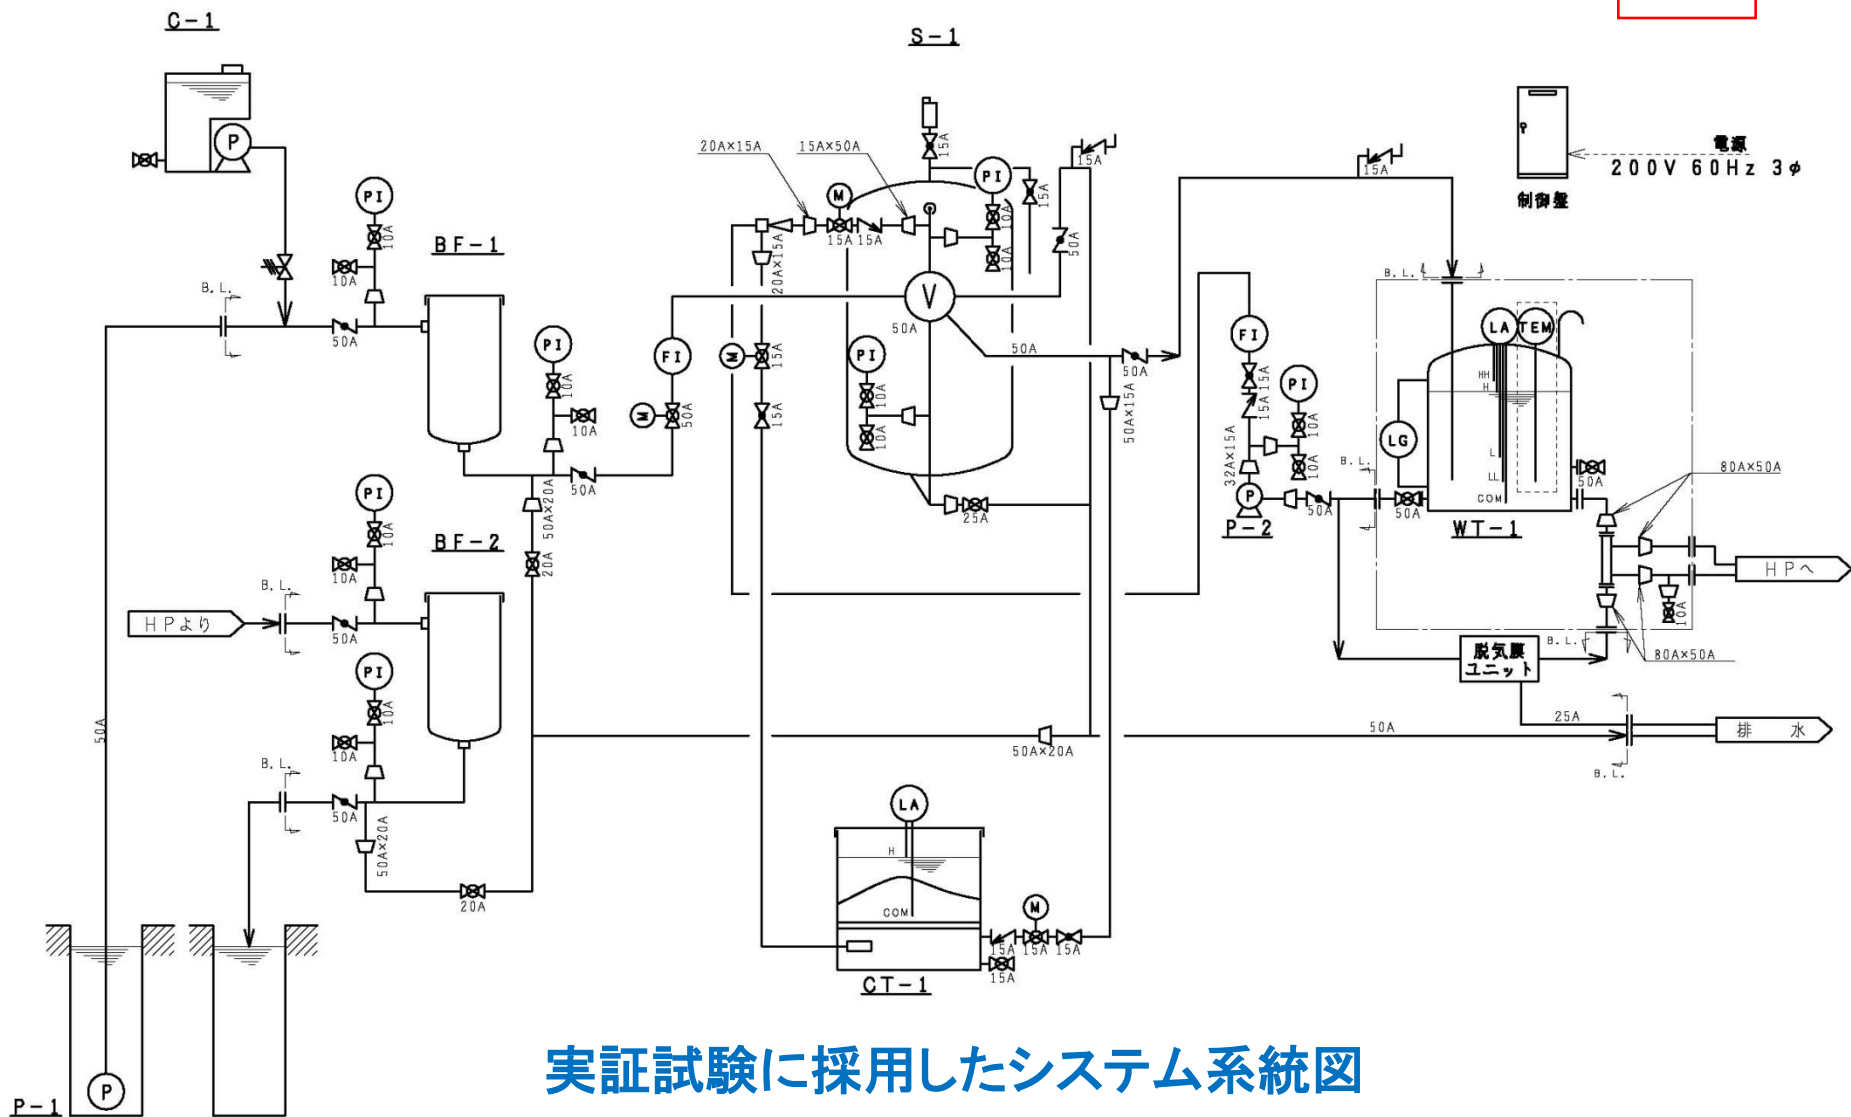 C-1
S-1
P
電源
200V 60Hz 3φ
制御盤
20A×15A
15A×50A
15A
15A
15A
15A
PI
10A
10A
M
15A
15A
20A×15A
PI
10A
10A
BF-1
B.L.
50A
V
50A
50A
50A
50A
50A×15A
PI
10A
10A
50A
FI
M
50A
M
15A
15A
PI
10A
10A
25A
FI
15A
15A
PI
10A
10A
32A×15A
P
P-2
50A
B.L.
B.L.
LA
TEM
HH
H
L
LL
COM
LG
50A
50A
WT-1
80A×50A
HPへ
10A
80A×50A
B.L.
脱気膜
ユニット
25A
50A
排 水
B.L.
PI
10A
10A
BF-2
50A×20A
20A
B.L.
HPより
50A
PI
10A
10A
B.L.
50A
50A×20A
20A
50A×20A
50A
LA
H
COM
M
15A
15A
15A
15A
CT-1
P
P-1
実証試験に採用したシステム系統図